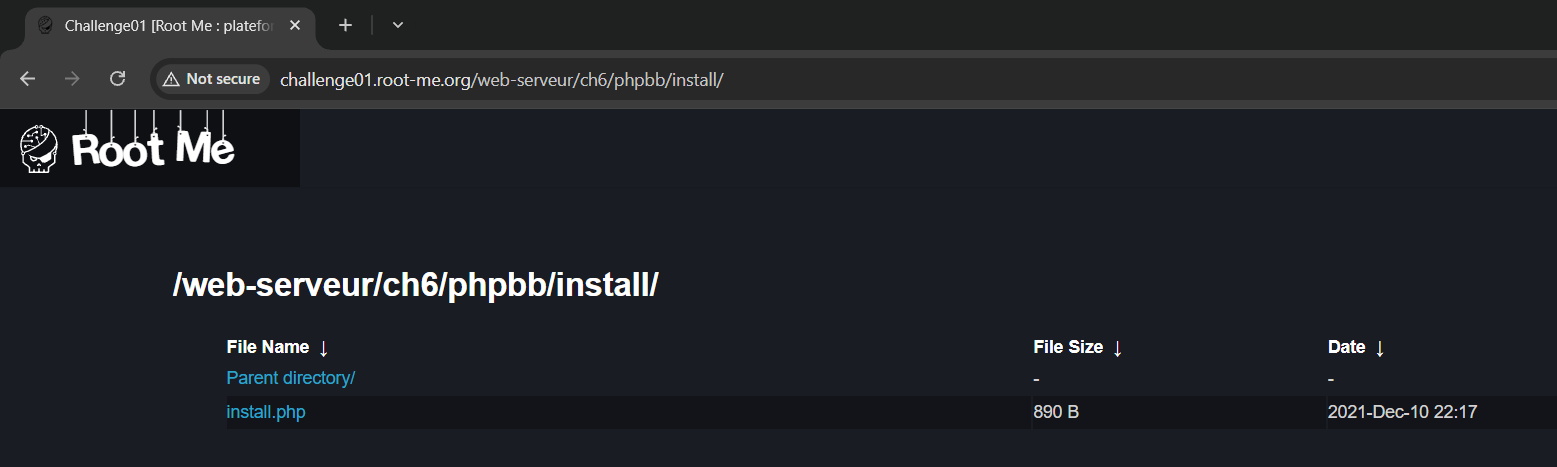 Challenge01 [Root Me : platefor
Not secure challenge01.root-me.org/web-serveur/ch6/phpbb/install/
Root Me
/web-serveur/ch6/phpbb/install/
File Name ↓ File Size ↓ Date ↓
Parent directory/ - -
install.php 890 B 2021-Dec-10 22:17